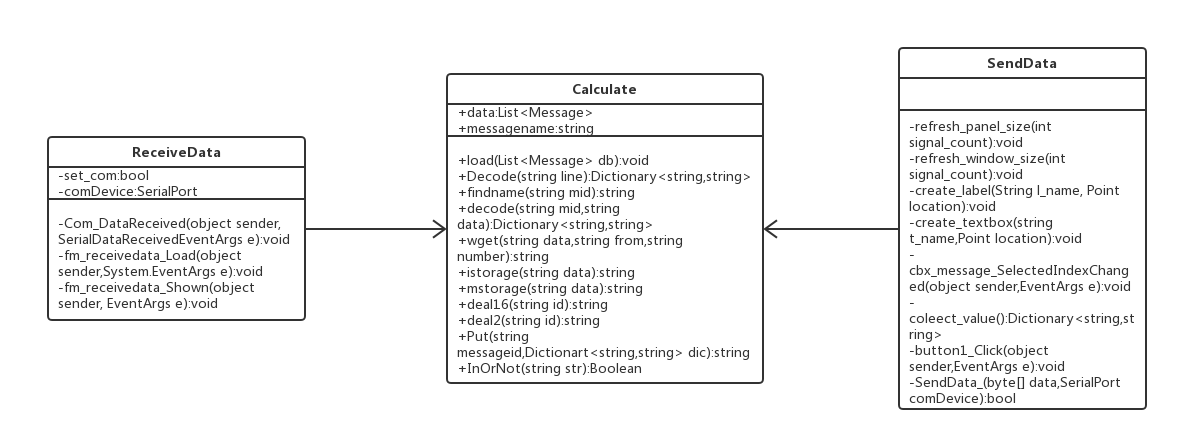 ReceiveData
-set_com:bool
-comDevice:SerialPort
-Com_DataReceived(object sender,
SerialDataReceivedEventArgs e):void
-fm_receivedata_Load(object
sender,System.EventArgs e):void
-fm_receivedata_Shown(object
sender, EventArgs e):void
Calculate
+data:List<Message>
+messagename:string
+load(List<Message> db):void
+Decode(string line):Dictionary<string,string>
+findname(string mid):string
+decode(string mid,string
data):Dictionary<string,string>
+wget(string data,string from,string
number):string
+istorage(string data):string
+mstorage(string data):string
+deal16(string id):string
+deal2(string id):string
+Put(string
messageid,Dictionart<string,string> dic):string
+InOrNot(string str):Boolean
SendData
-refresh_panel_size(int
signal_count):void
-refresh_window_size(int
signal_count):void
-create_label(String l_name, Point
location):void
-create_textbox(string
t_name,Point location):void
-
cbx_message_SelectedIndexChang
ed(object sender,EventArgs e):void
-
coleect_value():Dictionary<string,st
ring>
-button1_Click(object
sender,EventArgs e):void
-SendData_(byte[] data,SerialPort
comDevice):bool